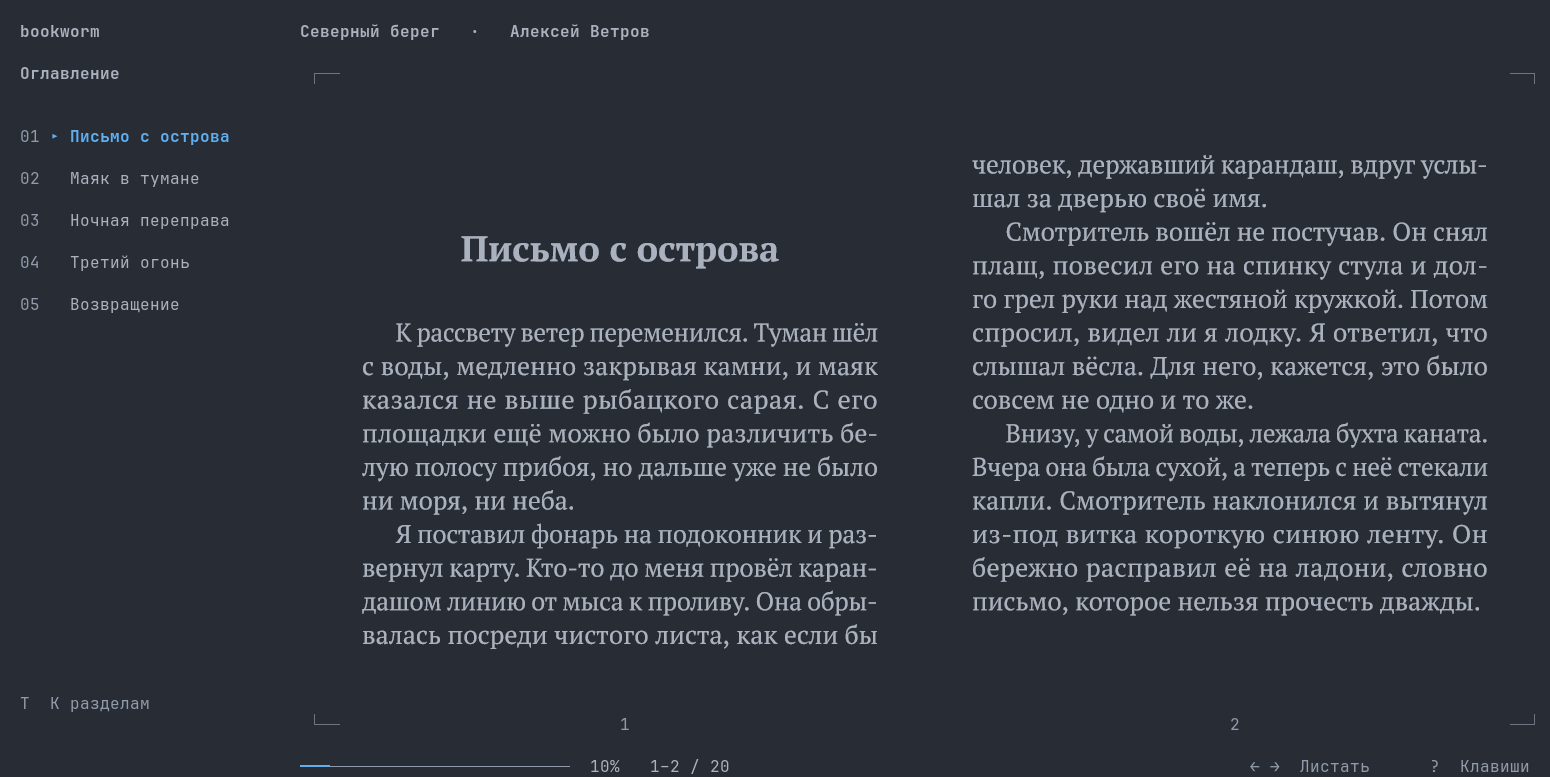 bookworm
Северный берег · Алексей Ветров
Оглавление
01 ▸ Письмо с острова
02 Маяк в тумане
03 Ночная переправа
04 Третий огонь
05 Возвращение
T К разделам
Письмо с острова
К рассвету ветер переменился. Туман шёл
с воды, медленно закрывая камни, и маяк
казался не выше рыбацкого сарая. С его
площадки ещё можно было различить бе-
лую полосу прибоя, но дальше уже не было
ни моря, ни неба.
Я поставил фонарь на подоконник и раз-
вернул карту. Кто-то до меня провёл каран-
дашом линию от мыса к проливу. Она обры-
валась посреди чистого листа, как если бы
1
человек, державший карандаш, вдруг услы-
шал за дверью своё имя.
Смотритель вошёл не постучав. Он снял
плащ, повесил его на спинку стула и дол-
го грел руки над жестяной кружкой. Потом
спросил, видел ли я лодку. Я ответил, что
слышал вёсла. Для него, кажется, это было
совсем не одно и то же.
Внизу, у самой воды, лежала бухта каната.
Вчера она была сухой, а теперь с неё стекали
капли. Смотритель наклонился и вытянул
из-под витка короткую синюю ленту. Он
бережно расправил её на ладони, словно
письмо, которое нельзя прочесть дважды.
2
10% 1–2 / 20
← → Листать ? Клавиши